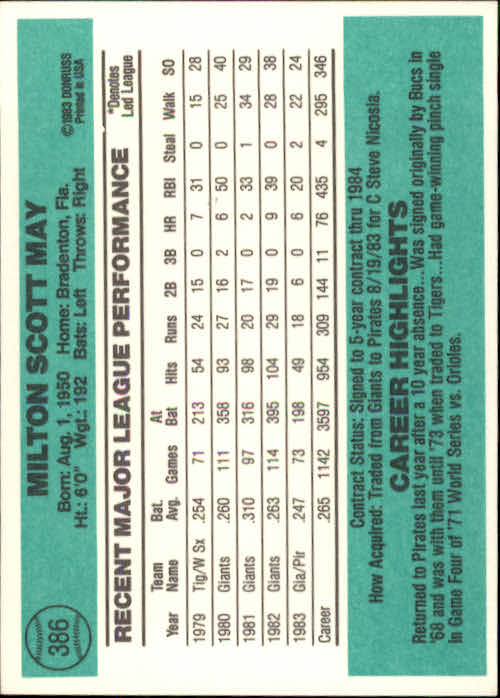 386
MILTON SCOTT MAY
©1983 DONRUSS
Printed in USA
Born: Aug. 1, 1950 Home: Bradenton, Fla.
Ht.: 6'0" Wgt.: 192 Bats: Left Throws: Right
RECENT MAJOR LEAGUE PERFORMANCE
*Denotes
Led League
Year Team Name Bat. Avg. Games At Bat Hits Runs 2B 3B HR RBI Steal Walk SO
1979 Tig/W Sx .254 71 213 54 24 15 0 7 31 0 15 28
1980 Giants .260 111 358 93 27 16 2 6 50 0 25 40
1981 Giants .310 97 316 98 20 17 0 2 33 1 34 29
1982 Giants .263 114 395 104 29 19 0 9 39 0 28 38
1983 Gia/Pir .247 73 198 49 18 6 0 6 20 2 22 24
Career .265 1142 3597 954 309 144 11 76 435 4 295 346
Contract Status: Signed to 5-year contract thru 1984
How Acquired: Traded from Giants to Pirates 8/19/83 for C Steve Nicosia.
CAREER HIGHLIGHTS
Returned to Pirates last year after a 10 year absence...Was signed originally by Bucs in
'68 and was with them until '73 when traded to Tigers...Had game-winning pinch single
in Game Four of '71 World Series vs. Orioles.